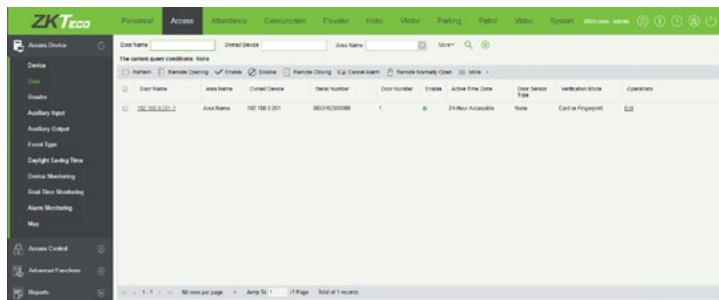 ZKTECO
Personnel Access Attendance Consumption Elevator Hotel Visitor Parking Patrol Video System Welcome, admin
Access Device
Device
Door
Reader
Auxiliary Input
Auxiliary Output
Event Type
Daylight Saving Time
Device Monitoring
Real-Time Monitoring
Alarm Monitoring
Map
Access Control
Advanced Functions
Reports
Door Name Owned Device Area Name More
The current query conditions: None
Refresh Remote Opening Enable Disable Remote Closing Cancel Alarm Remote Normally Open More
Door Name Area Name Owned Device Serial Number Door Number Enable Active Time Zone Door Sensor Type Verification Mode Operations
192.168.0.201-1 Area Name 192.168.0.201 1 24-Hour Accessible None Card or Fingerprint Edit
1-1 50 rows per page Jump To 1 /1 Page Total of 1 records